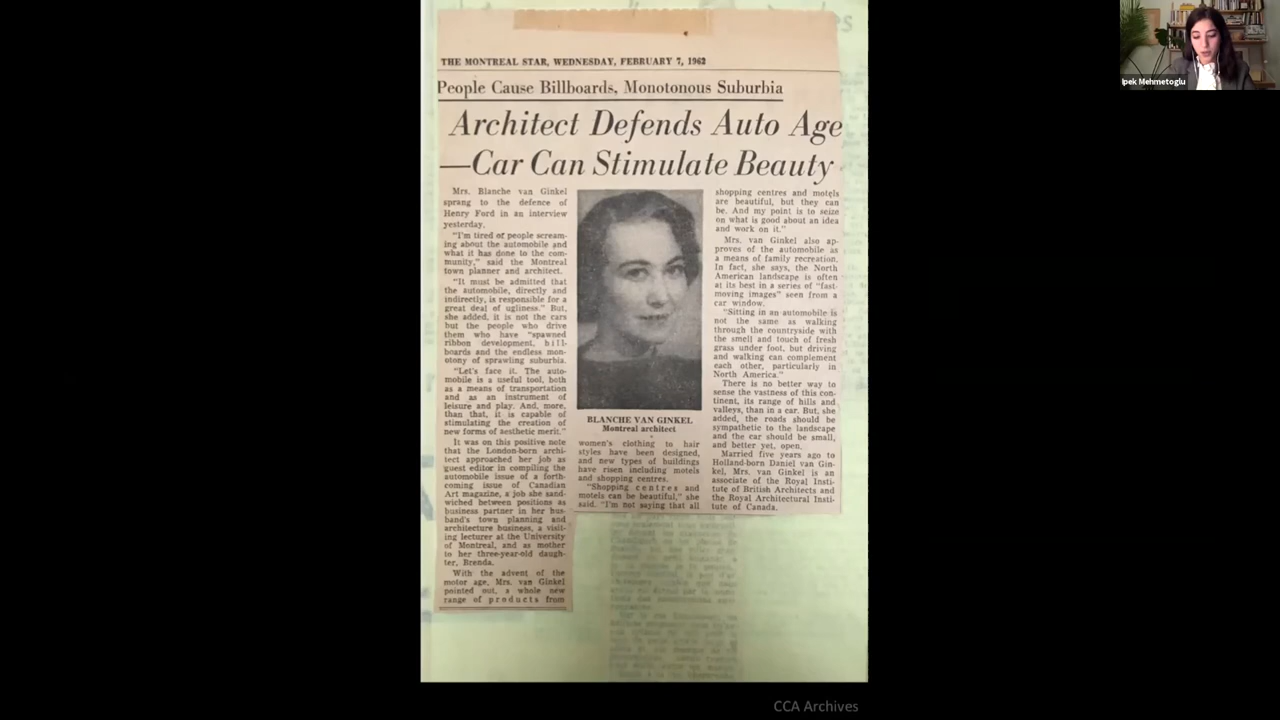 THE MONTREAL STAR, WEDNESDAY, FEBRUARY 7, 1962
People Cause Billboards, Monotonous Suburbia
Architect Defends Auto Age
—Car Can Stimulate Beauty
Mrs. Blanche van Ginkel
sprang to the defence of
Henry Ford in an interview
yesterday.
"I'm tired of people scream-
ing about the automobile and
what it has done to the com-
munity," said the Montreal
town planner and architect.
"It must be admitted that
the automobile, directly and
indirectly, is responsible for a
great deal of ugliness." But,
she added, it is not the cars
but the people who drive
them who have "spawned
ribbon development, bill-
boards and the endless mon-
otony of sprawling suburbia.
"Let's face it. The auto-
mobile is a useful tool, both
as a means of transportation
and as an instrument of
leisure and play. And, more,
than that, it is capable of
stimulating the creation of
new forms of aesthetic merit."
It was on this positive note
that the London-born archi-
tect approached her job as
guest editor in compiling the
automobile issue of a forth-
coming issue of Canadian
Art magazine, a job she sand-
wiched between positions as
business partner in her hus-
band's town planning and
architecture business, a visit-
ing lecturer at the University
of Montreal, and as mother
to her three-year-old daugh-
ter, Brenda.
With the advent of the
motor age, Mrs. van Ginkel
pointed out, a whole new
range of products from
BLANCHE VAN GINKEL
Montreal architect
women's clothing to hair
styles have been designed,
and new types of buildings
have risen including motels
and shopping centres.
"Shopping centres and
motels can be beautiful," she
said. "I'm not saying that all
shopping centres and motels
are beautiful, but they can
be. And my point is to seize
on what is good about an idea
and work on it."
Mrs. van Ginkel also ap-
proves of the automobile as
a means of family recreation.
In fact, she says, the North
American landscape is often
at its best in a series of "fast-
moving images" seen from a
car window.
"Sitting in an automobile is
not the same as walking
through the countryside with
the smell and touch of fresh
grass under foot, but driving
and walking can complement
each other, particularly in
North America."
There is no better way to
sense the vastness of this con-
tinent, its range of hills and
valleys, than in a car. But, she
added, the roads should be
sympathetic to the landscape
and the car should be small,
and better yet, open.
Married five years ago to
Holland-born Daniel van Gin-
kel, Mrs. van Ginkel is an
associate of the Royal Insti-
tute of British Architects and
the Royal Architectural Insti-
tute of Canada.
CCA Archives
Ipek Mehmetoglu